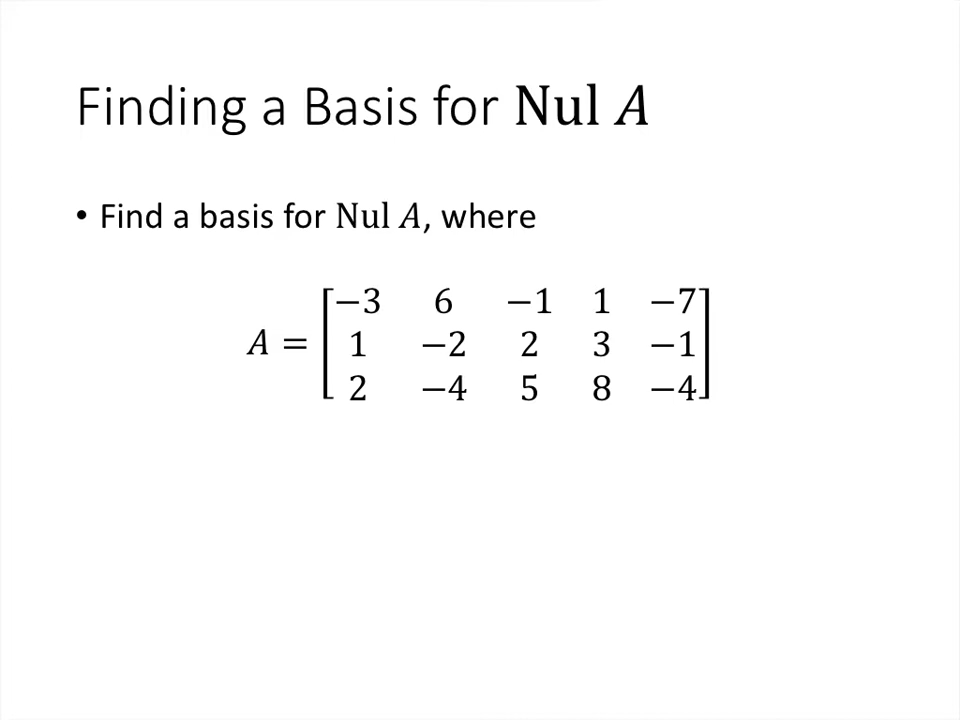 Finding a Basis for Nul A
• Find a basis for Nul A, where
A = [−3 6 −1 1 −7
1 −2 2 3 −1
2 −4 5 8 −4]